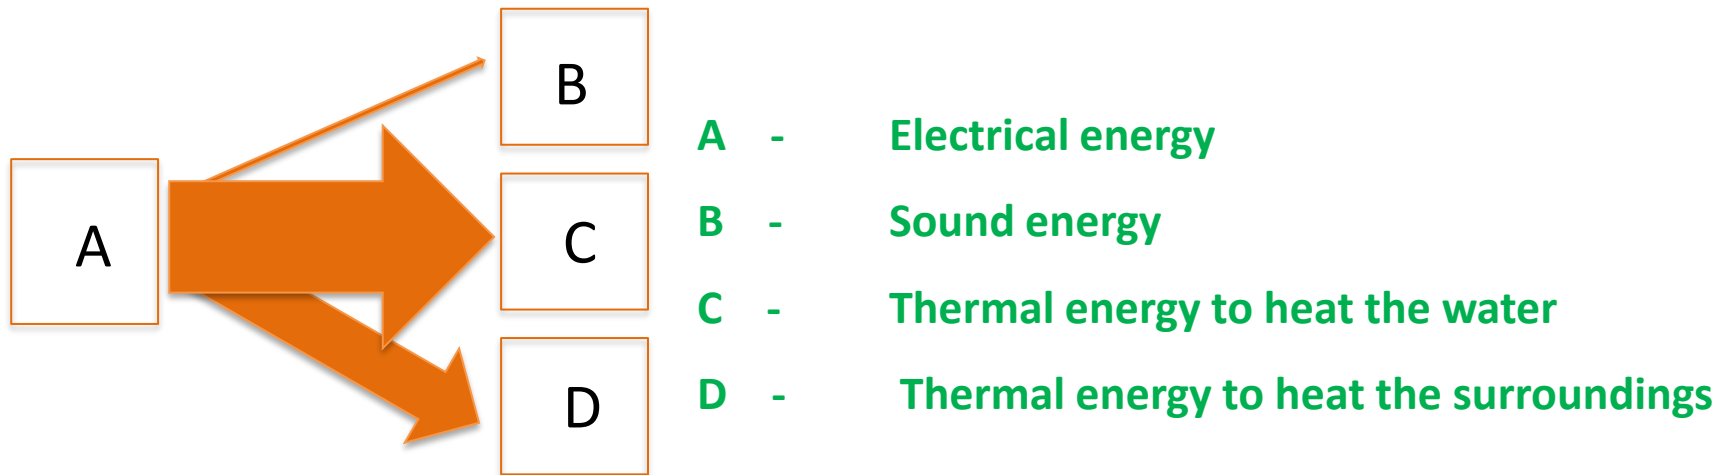 A
B
C
D
A - Electrical energy
B - Sound energy
C - Thermal energy to heat the water
D - Thermal energy to heat the surroundings